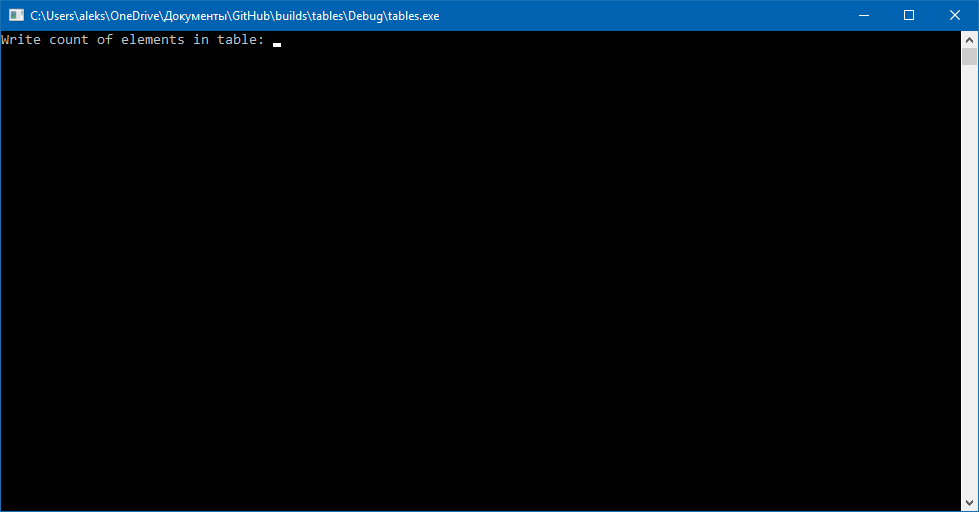 C:\Users\aleks\OneDrive\Документы\GitHub\builds\tables\Debug\tables.exe
Write count of elements in table: